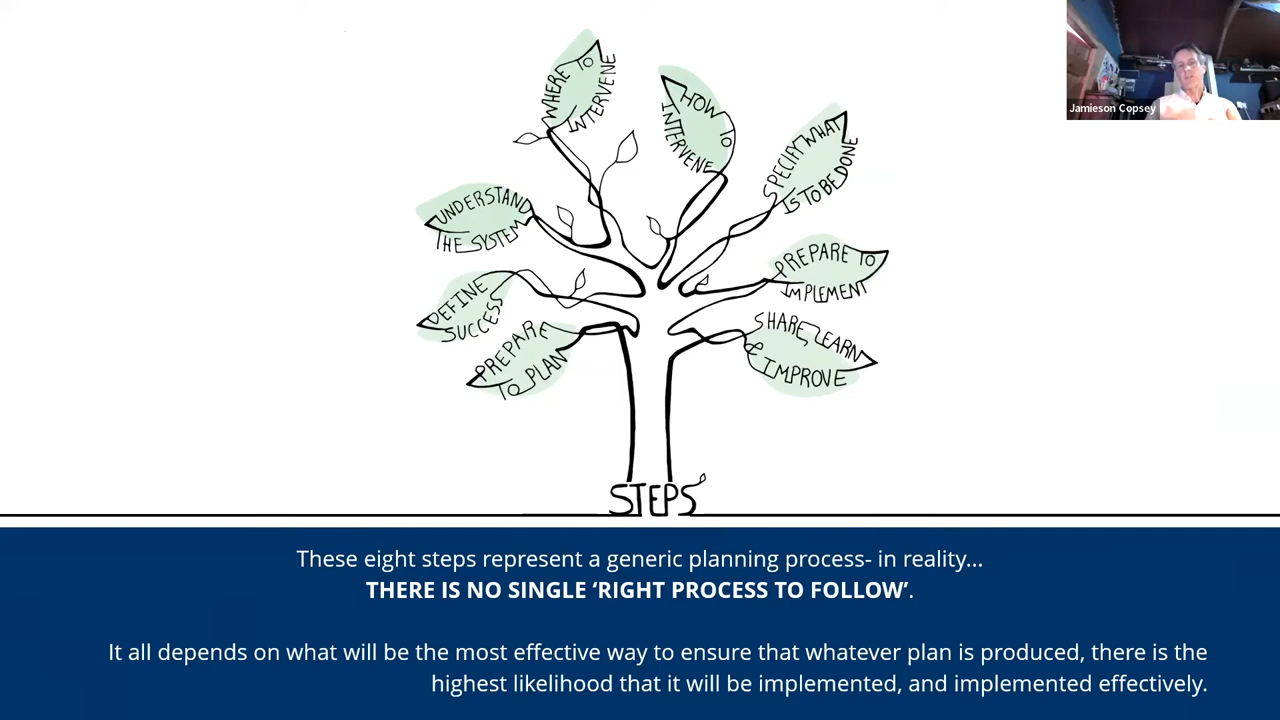 WHERE TO
INTERVENE
HOW TO
INTERVENE
SPECIFY WHAT
IS TO BE DONE
UNDERSTAND
THE SYSTEM
PREPARE TO
IMPLEMENT
DEFINE
SUCCESS
SHARE, LEARN
& IMPROVE
PREPARE
TO PLAN
STEPS
Jamieson Copsey
These eight steps represent a generic planning process- in reality...
THERE IS NO SINGLE ‘RIGHT PROCESS TO FOLLOW’.
It all depends on what will be the most effective way to ensure that whatever plan is produced, there is the
highest likelihood that it will be implemented, and implemented effectively.